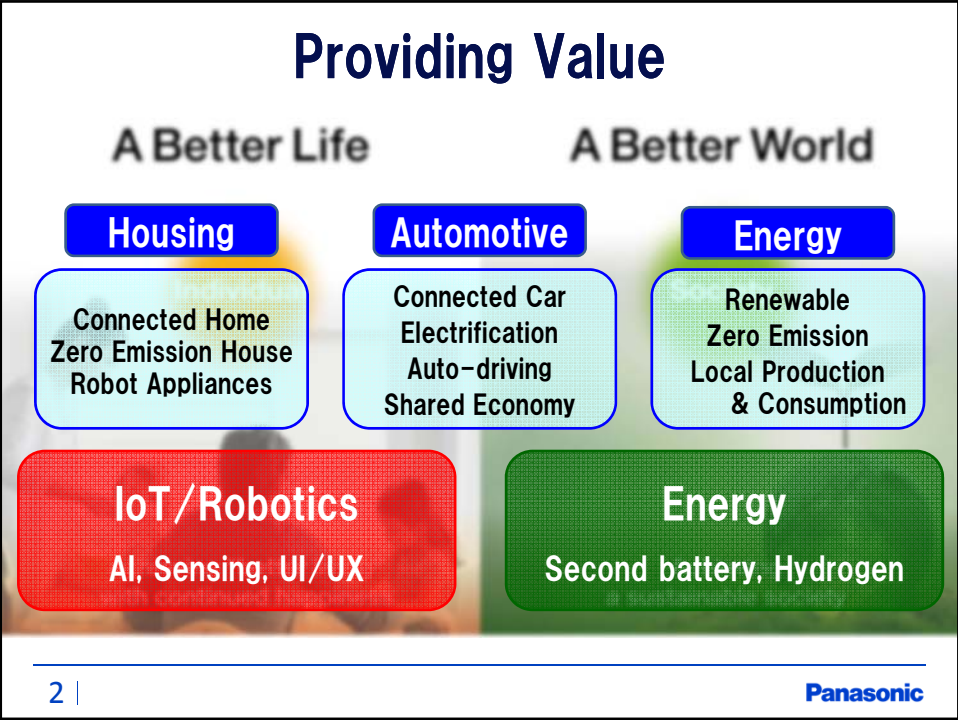 Providing Value
A Better Life
A Better World
Housing
Connected Home
Zero Emission House
Robot Appliances
Automotive
Connected Car
Electrification
Auto-driving
Shared Economy
Energy
Renewable
Zero Emission
Local Production
& Consumption
IoT/Robotics
AI, Sensing, UI/UX
Energy
Second battery, Hydrogen
a sustainable society
2
Panasonic